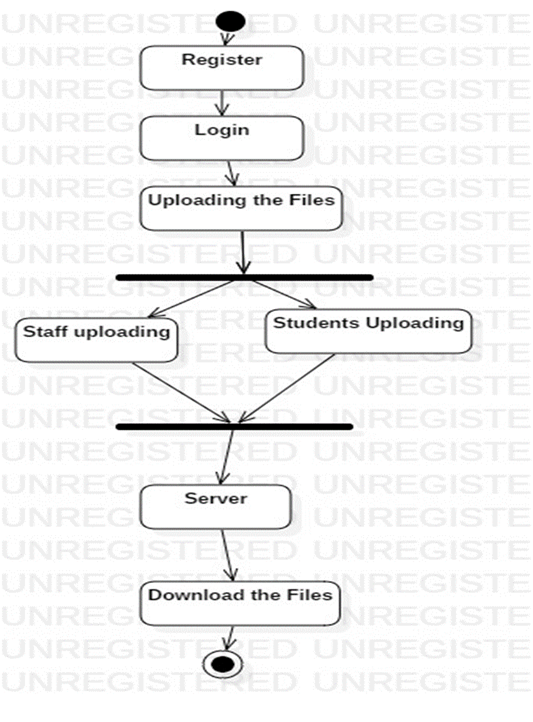 Register
Login
Uploading the Files
Staff uploading
Students Uploading
Server
Download the Files
UNREGISTERED UNREGISTE